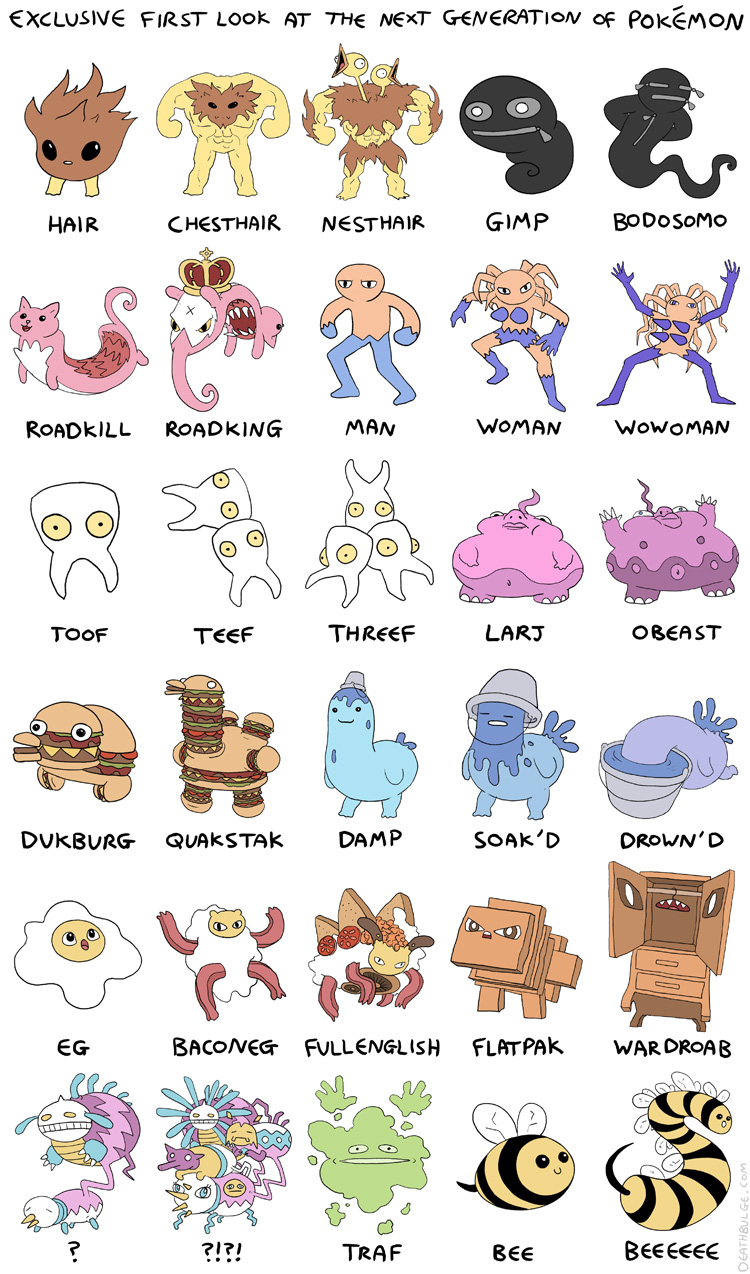 EXCLUSIVE FIRST LOOK AT THE NEXT GENERATION OF POKÉMON
HAIR CHESTHAIR NESTHAIR GIMP BODOSOMO
ROADKILL ROADKING MAN WOMAN WOWOMAN
TOOF TEEF THREEF LARJ OBEAST
DUKBURG QUAKSTAK DAMP SOAK'D DROWN'D
EG BACONEG FULLENGLISH FLATPAK WARDROAB
? ?!?! TRAF BEE BEEEEEE
DEATHBULGE.COM